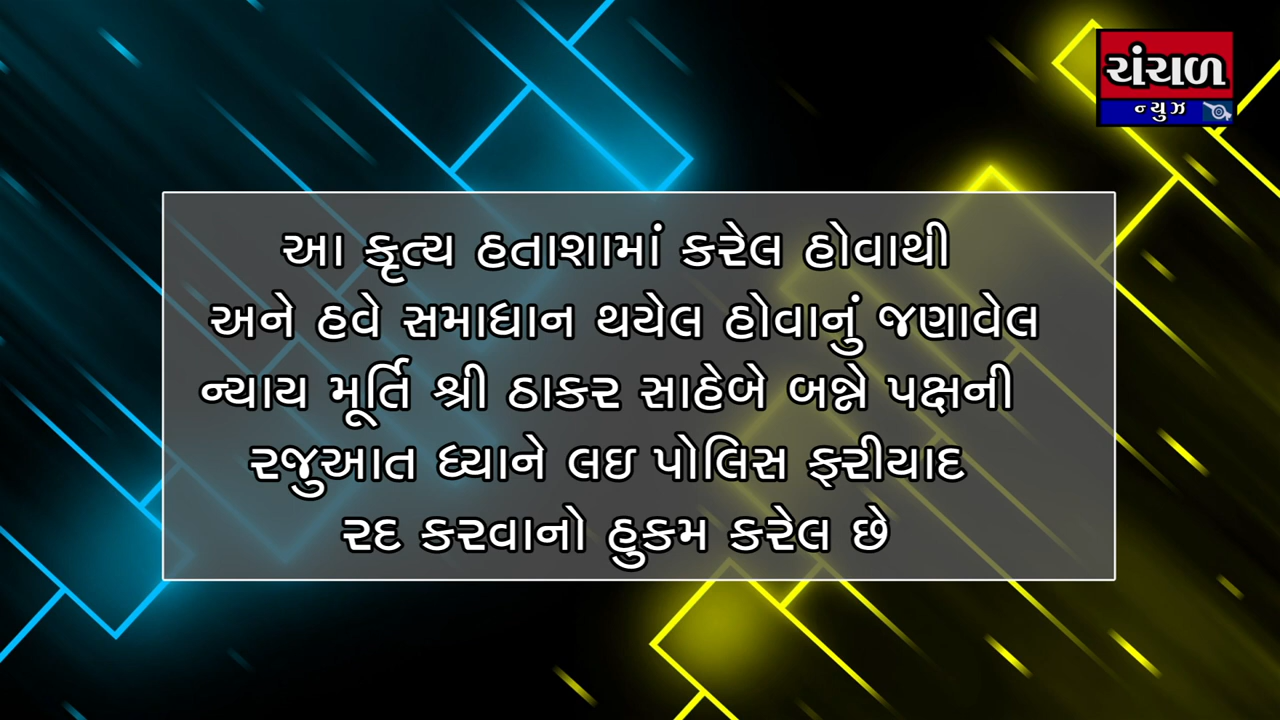 ચંચાળ
ન્યુઝ
આ કૃત્ય હતાશામાં કરેલ હોવાથી
અને હવે સમાધાન થયેલ હોવાનું જણાવેલ
ન્યાય મૂર્તિ શ્રી ઠાકર સાહેબે બન્ને પક્ષની
રજુઆત ધ્યાને લઇ પોલિસ ફરીયાદ
રદ કરવાનો હુકમ કરેલ છે